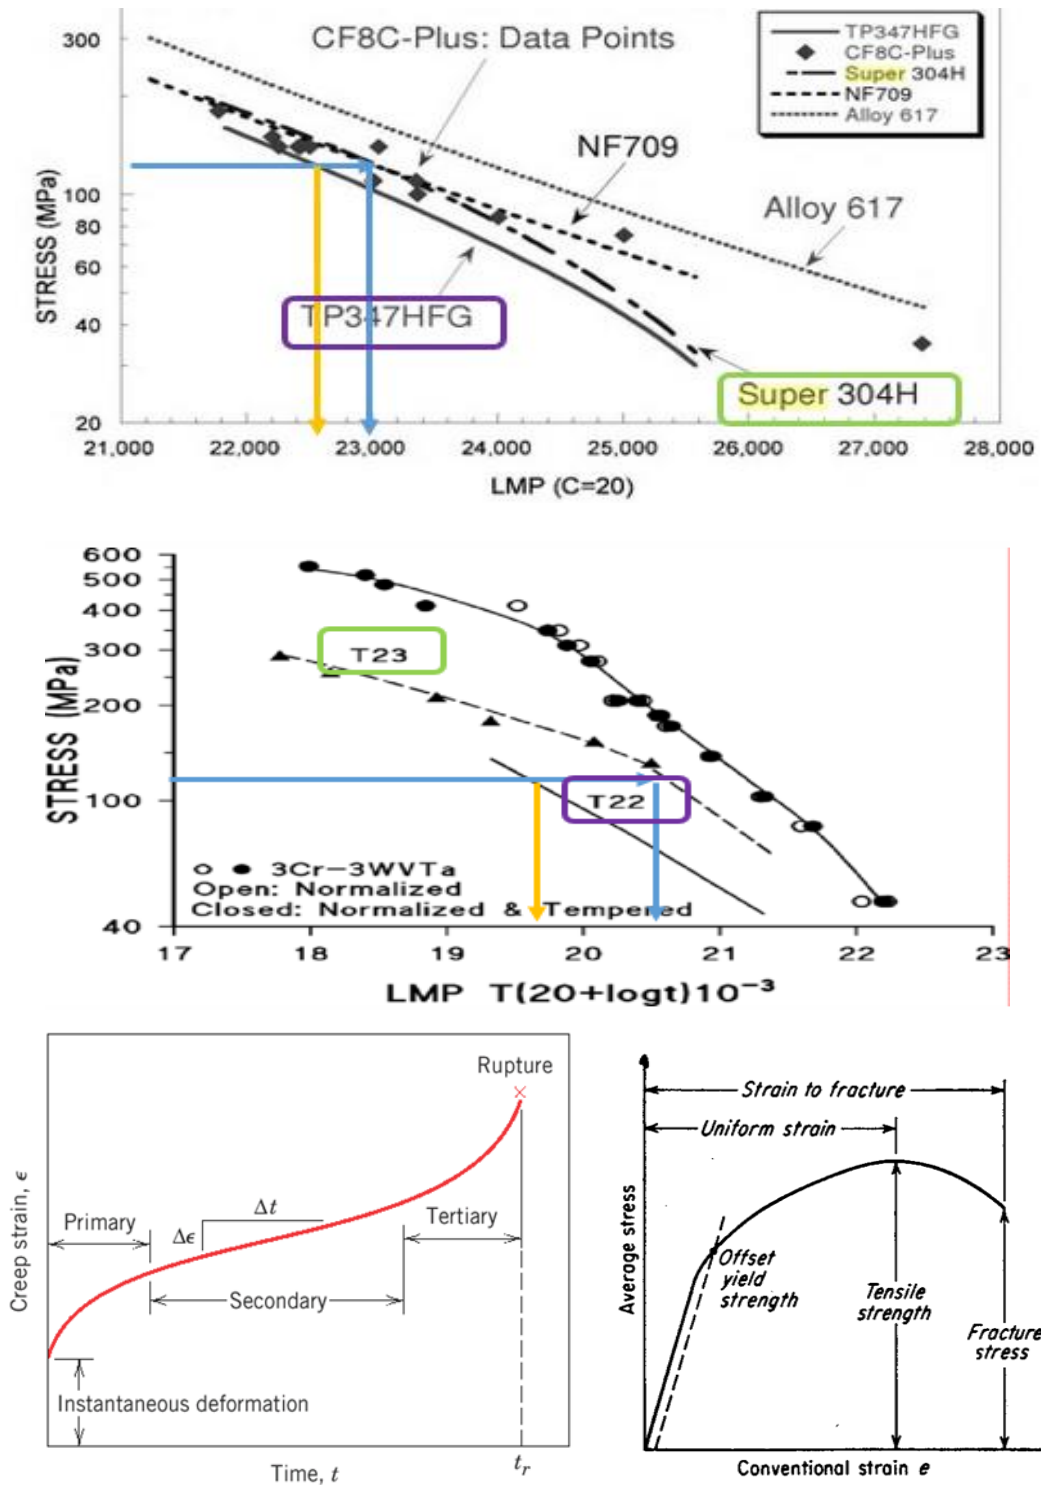 300
100
80
60
40
20
STRESS (MPa)
CF8C-Plus: Data Points
TP347HFG
CF8C-Plus
Super 304H
NF709
Alloy 617
NF709
Alloy 617
TP347HFG
Super 304H
21,000 22,000 23,000 24,000 25,000 26,000 27,000 28,000
LMP (C=20)
600
500
400
300
200
100
40
STRESS (MPa)
T23
T22
3Cr-3WVTa
Open: Normalized
Closed: Normalized & Tempered
17 18 19 20 21 22 23
LMP T(20+logt)10⁻³
Creep strain, ϵ
Rupture
×
Primary
Δϵ
Δt
Tertiary
Secondary
Instantaneous deformation
Time, t
tᵣ
Average stress
Strain to fracture
Uniform strain
Offset
yield
strength
Tensile
strength
Fracture
stress
Conventional strain e